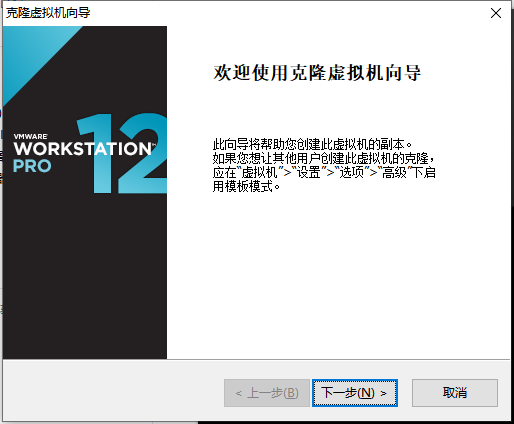 克隆虚拟机向导
欢迎使用克隆虚拟机向导
VMWARE
WORKSTATION
PRO
12
此向导将帮助您创建此虚拟机的副本。
如果您想让其他用户创建此虚拟机的克隆，
应在"虚拟机">"设置">"选项">"高级"下启
用模板模式。
< 上一步(B)
下一步(N) >
取消